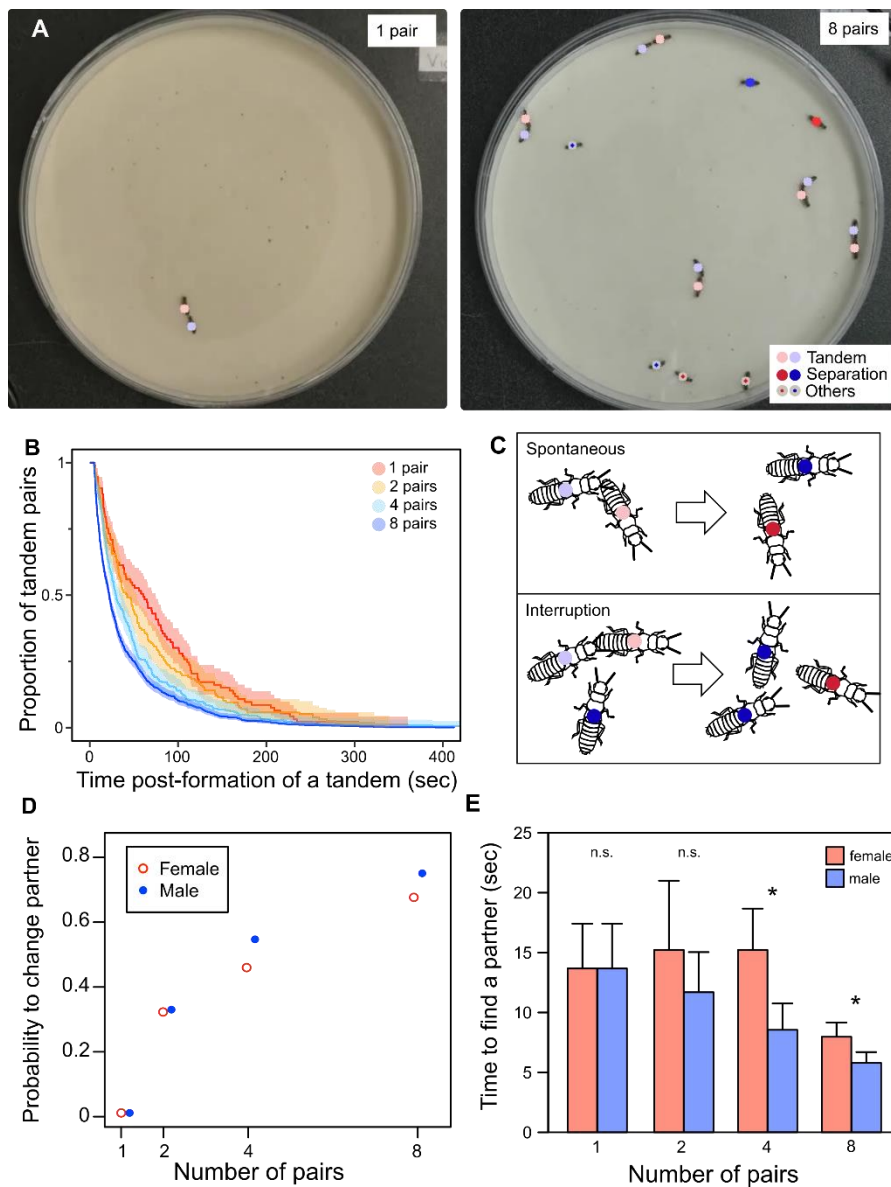 A
1 pair
8 pairs
Tandem
Separation
Others
B
1 pair
2 pairs
4 pairs
8 pairs
1
0.5
0
Proportion of tandem pairs
0 100 200 300 400
Time post-formation of a tandem (sec)
C
Spontaneous
Interruption
D
Female
Male
0.8
0.6
0.4
0.2
0
Probability to change partner
1 2 4 8
Number of pairs
E
n.s. n.s. * *
female
male
25
20
15
10
5
0
Time to find a partner (sec)
1 2 4 8
Number of pairs